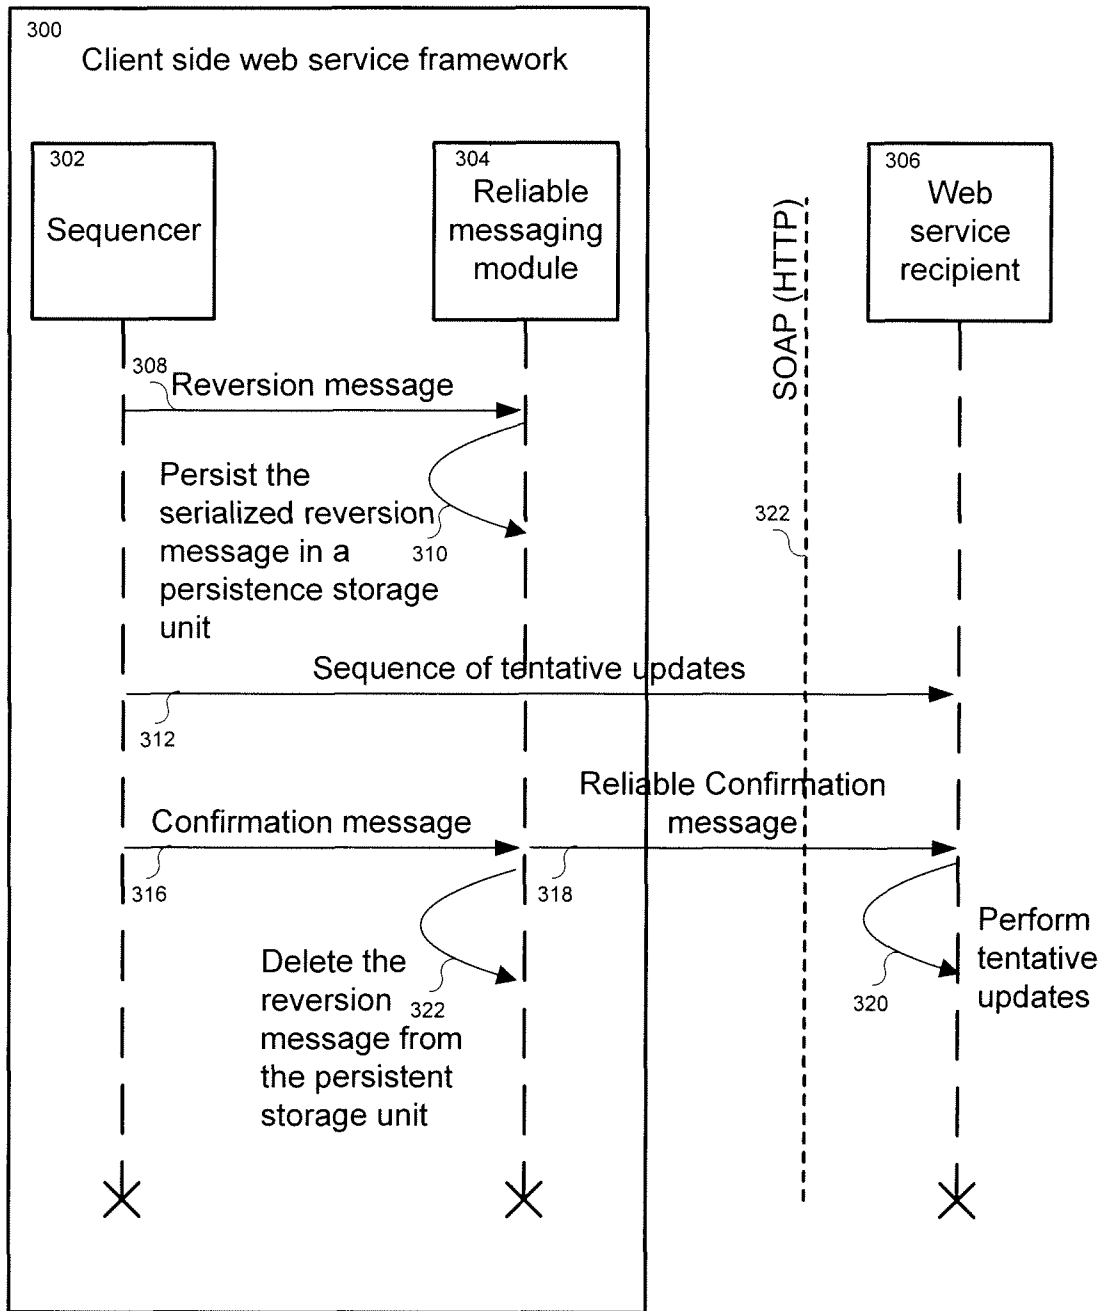 300
Client side web service framework
302
Sequencer
304
Reliable
messaging
module
306
Web
service
recipient
SOAP (HTTP)
308
Reversion message
Persist the
serialized reversion
message in a
persistence storage
unit
310
322
Sequence of tentative updates
312
Confirmation message
316
Reliable Confirmation
message
318
Delete the
reversion
message from
the persistent
storage unit
322
320
Perform
tentative
updates